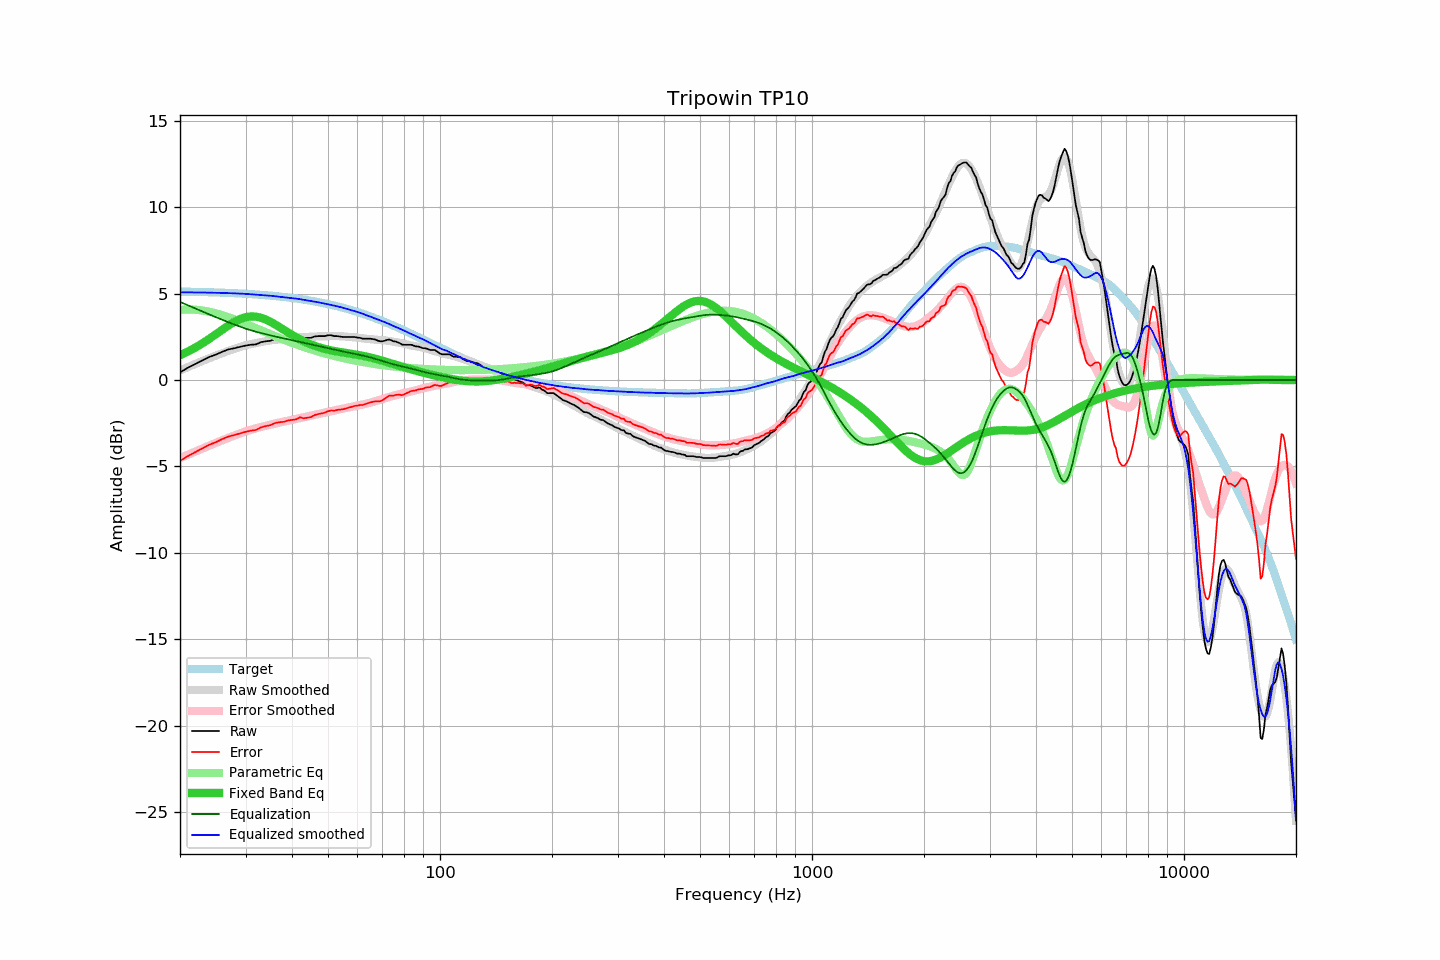 Tripowin TP10
15
10
5
0
−5
−10
−15
−20
−25
Amplitude (dBr)
Target
Raw Smoothed
Error Smoothed
Raw
Error
Parametric Eq
Fixed Band Eq
Equalization
Equalized smoothed
100 1000 10000
Frequency (Hz)